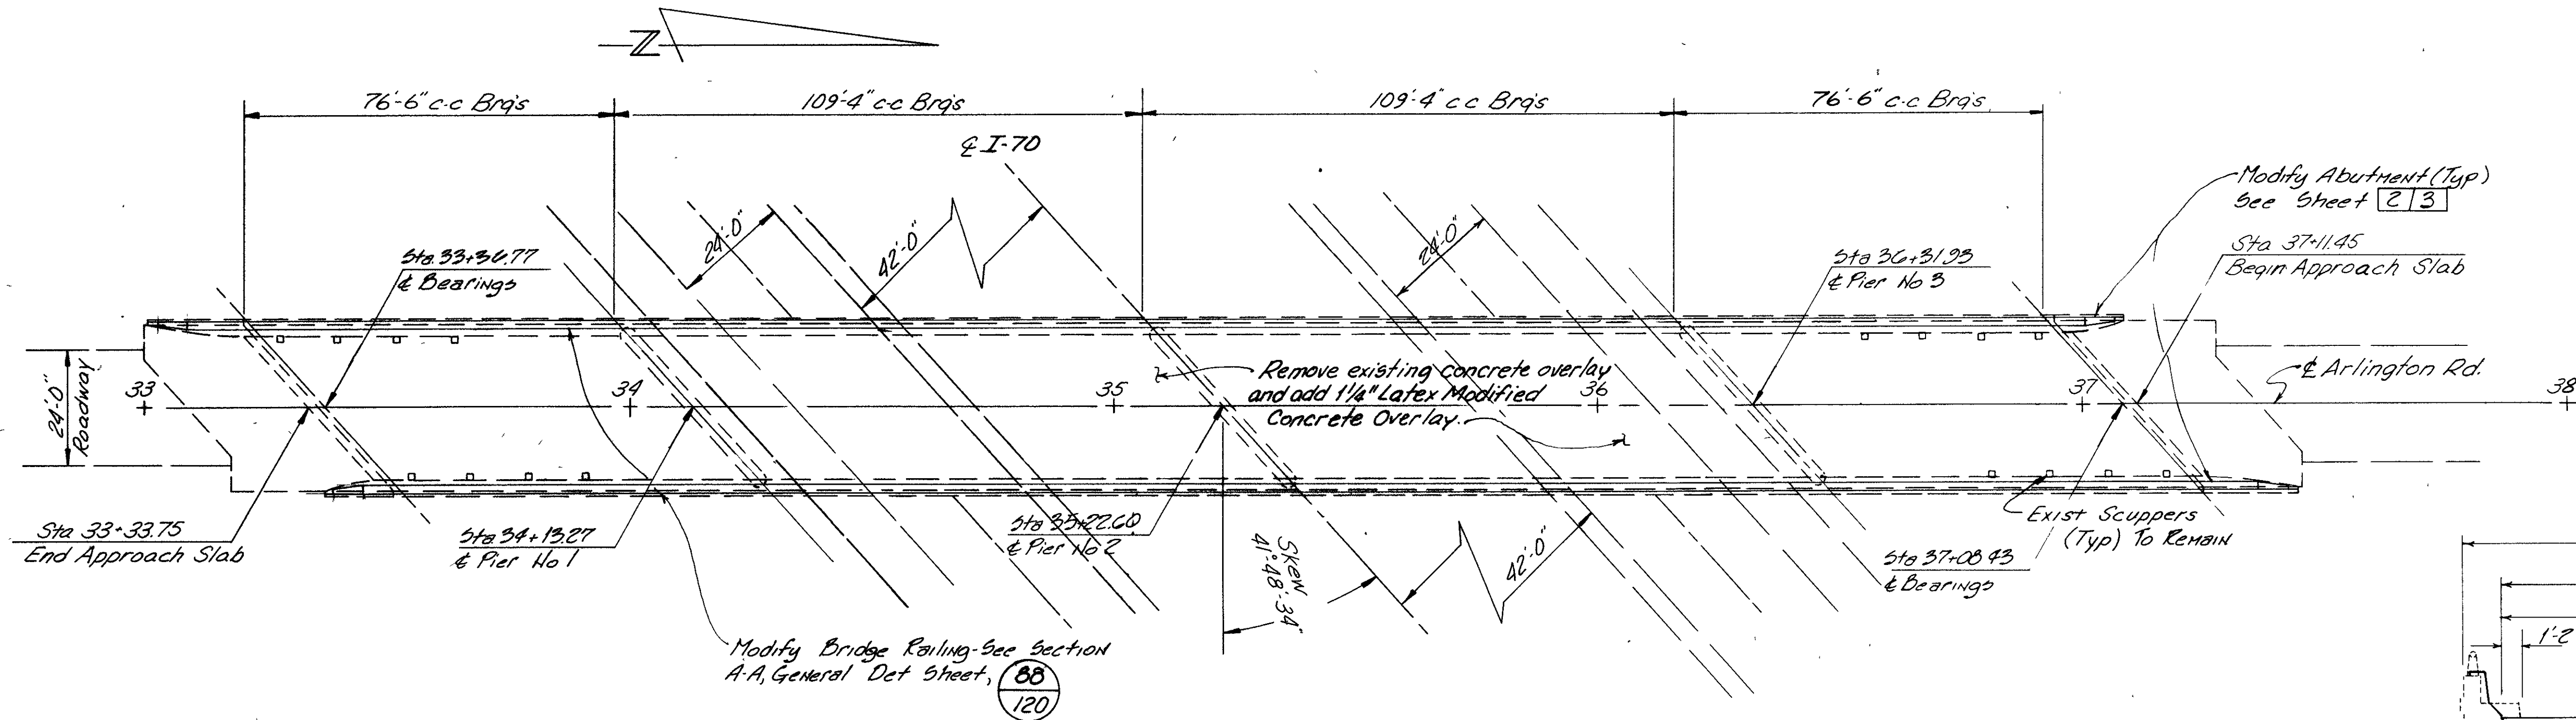 Z
76'-6" c-c Brg's
109'-4" c-c Brg's
109'-4" c c Brg's
76'-6" c-c Brg's
℄ I-70
24'-0"
42'-0"
24'-0"
Modify Abutment (Typ)
See Sheet 2/3
Sta 33+36.77
℄ Bearings
Sta 36+31.93
℄ Pier No 3
Sta 37+11.45
Begin Approach Slab
24'-0"
Roadway
33
34
35
36
37
38
Remove existing concrete overlay
and add 1¼" Latex Modified
Concrete Overlay.
℄ Arlington Rd.
Sta 33+33.75
End Approach Slab
Sta 34+13.27
℄ Pier No 1
Sta 35+22.60
℄ Pier No 2
Skew
41°-48'-34"
42'-0"
Sta 37+08 43
℄ Bearings
Exist Scuppers
(Typ) To Remain
Modify Bridge Railing-See Section
A-A, General Det Sheet, 88
120
1'-2